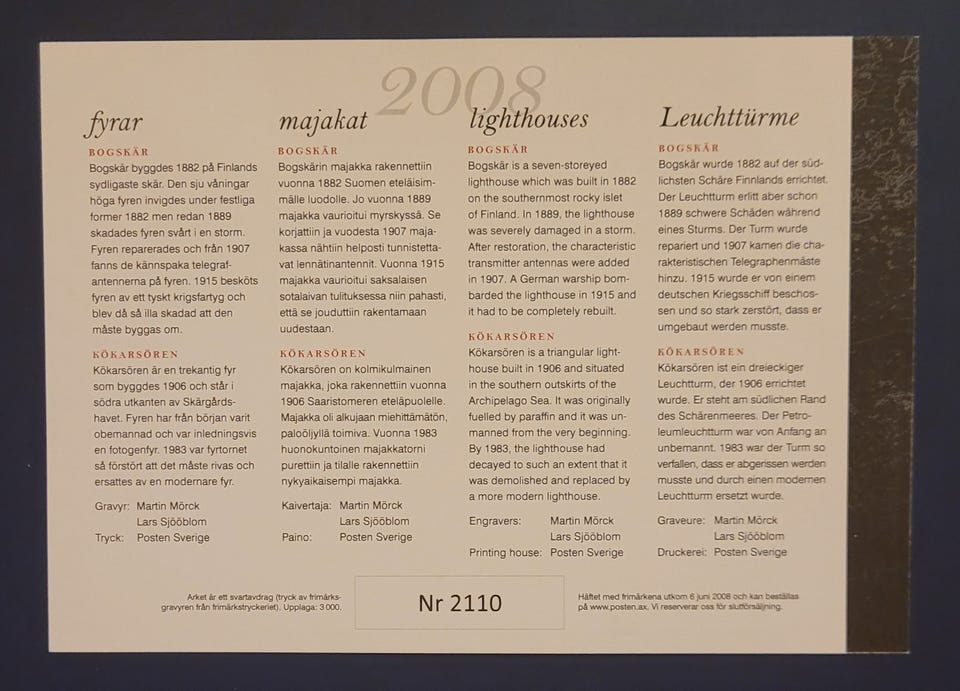 2008
fyrar
BOGSKÄR
Bogskär byggdes 1882 på Finlands
sydligaste skär. Den sju våningar
höga fyren invigdes under festliga
former 1882 men redan 1889
skadades fyren svårt i en storm.
Fyren reparerades och från 1907
fanns de kännspaka telegraf-
antennerna på fyren. 1915 besköts
fyren av ett tyskt krigsfartyg och
blev då så illa skadad att den
måste byggas om.
KÖKARSÖREN
Kökarsören är en trekantig fyr
som byggdes 1906 och står i
södra utkanten av Skärgårds-
havet. Fyren har från början varit
obemannad och var inledningsvis
en fotogenfyr. 1983 var fyrtornet
så förstört att det måste rivas och
ersattes av en modernare fyr.
Gravyr: Martin Mörck
Lars Sjööblom
Tryck: Posten Sverige
majakat
BOGSKÄR
Bogskärin majakka rakennettiin
vuonna 1882 Suomen eteläisim-
mälle luodolle. Jo vuonna 1889
majakka vaurioitui myrskyssä. Se
korjattiin ja vuodesta 1907 maja-
kassa nähtiin helposti tunnistetta-
vat lennätinantennit. Vuonna 1915
majakka vaurioitui saksalaisen
sotalaivan tulituksessa niin pahasti,
että se jouduttiin rakentamaan
uudestaan.
KÖKARSÖREN
Kökarsören on kolmikulmainen
majakka, joka rakennettiin vuonna
1906 Saaristomeren eteläpuolelle.
Majakka oli alkujaan miehittämätön,
paloöljyllä toimiva. Vuonna 1983
huonokuntoinen majakkatorni
purettiin ja tilalle rakennettiin
nykyaikaisempi majakka.
Kaivertaja: Martin Mörck
Lars Sjööblom
Paino: Posten Sverige
lighthouses
BOGSKÄR
Bogskär is a seven-storeyed
lighthouse which was built in 1882
on the southernmost rocky islet
of Finland. In 1889, the lighthouse
was severely damaged in a storm.
After restoration, the characteristic
transmitter antennas were added
in 1907. A German warship bom-
barded the lighthouse in 1915 and
it had to be completely rebuilt.
KÖKARSÖREN
Kökarsören is a triangular light-
house built in 1906 and situated
in the southern outskirts of the
Archipelago Sea. It was originally
fuelled by paraffin and it was un-
manned from the very beginning.
By 1983, the lighthouse had
decayed to such an extent that it
was demolished and replaced by
a more modern lighthouse.
Engravers: Martin Mörck
Lars Sjööblom
Printing house: Posten Sverige
Leuchttürme
BOGSKÄR
Bogskär wurde 1882 auf der süd-
lichsten Schäre Finnlands errichtet.
Der Leuchtturm erlitt aber schon
1889 schwere Schäden während
eines Sturms. Der Turm wurde
repariert und 1907 kamen die cha-
rakteristischen Telegraphenmäste
hinzu. 1915 wurde er von einem
deutschen Kriegsschiff beschos-
sen und so stark zerstört, dass er
umgebaut werden musste.
KÖKARSÖREN
Kökarsören ist ein dreieckiger
Leuchtturm, der 1906 errichtet
wurde. Er steht am südlichen Rand
des Schärenmeeres. Der Petro-
leumleuchtturm war von Anfang an
unbemannt. 1983 war der Turm so
verfallen, dass er abgerissen werden
musste und durch einen modernen
Leuchtturm ersetzt wurde.
Graveure: Martin Mörck
Lars Sjööblom
Druckerei: Posten Sverige
Arket är ett svartavdrag (tryck av frimärks-
gravyren från frimärkstryckeriet). Upplaga: 3 000.
Nr 2110
Häftet med frimärkena utkom 6 juni 2008 och kan beställas
på www.posten.ax. Vi reserverar oss för slutförsäljning.